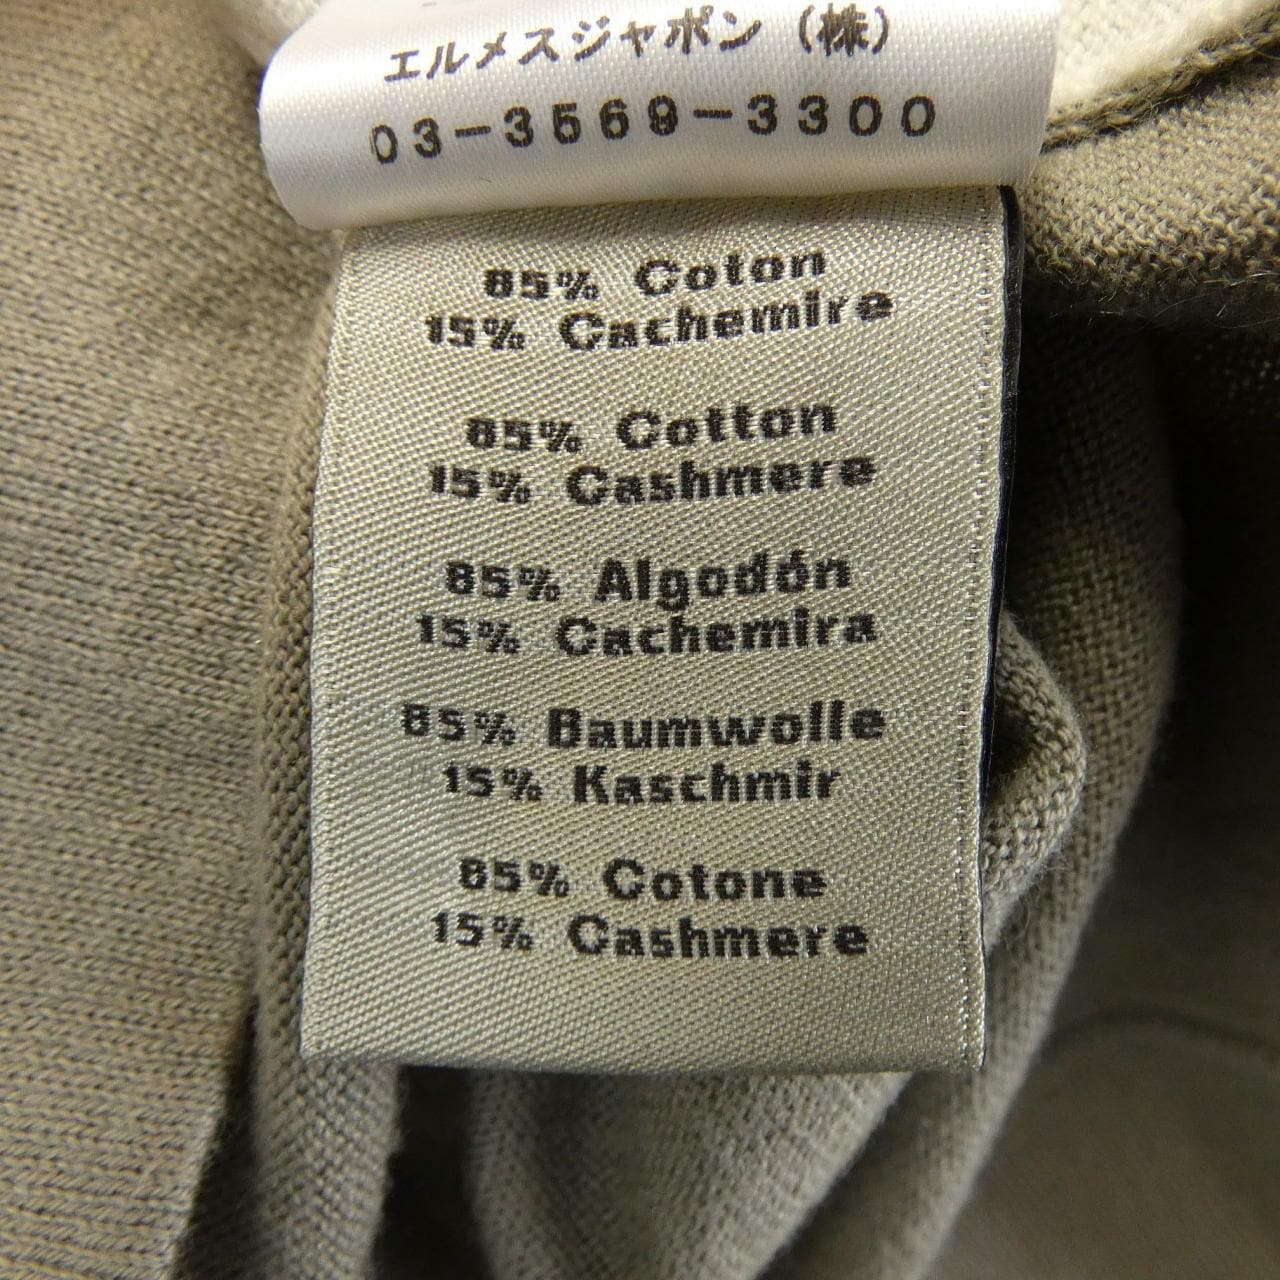 エルメスジャポン（株）
03-3569-3300
85% Coton
15% Cachemire
85% Cotton
15% Cashmere
85% Algodón
15% Cachemira
85% Baumwolle
15% Kaschmir
85% Cotone
15% Cashmere